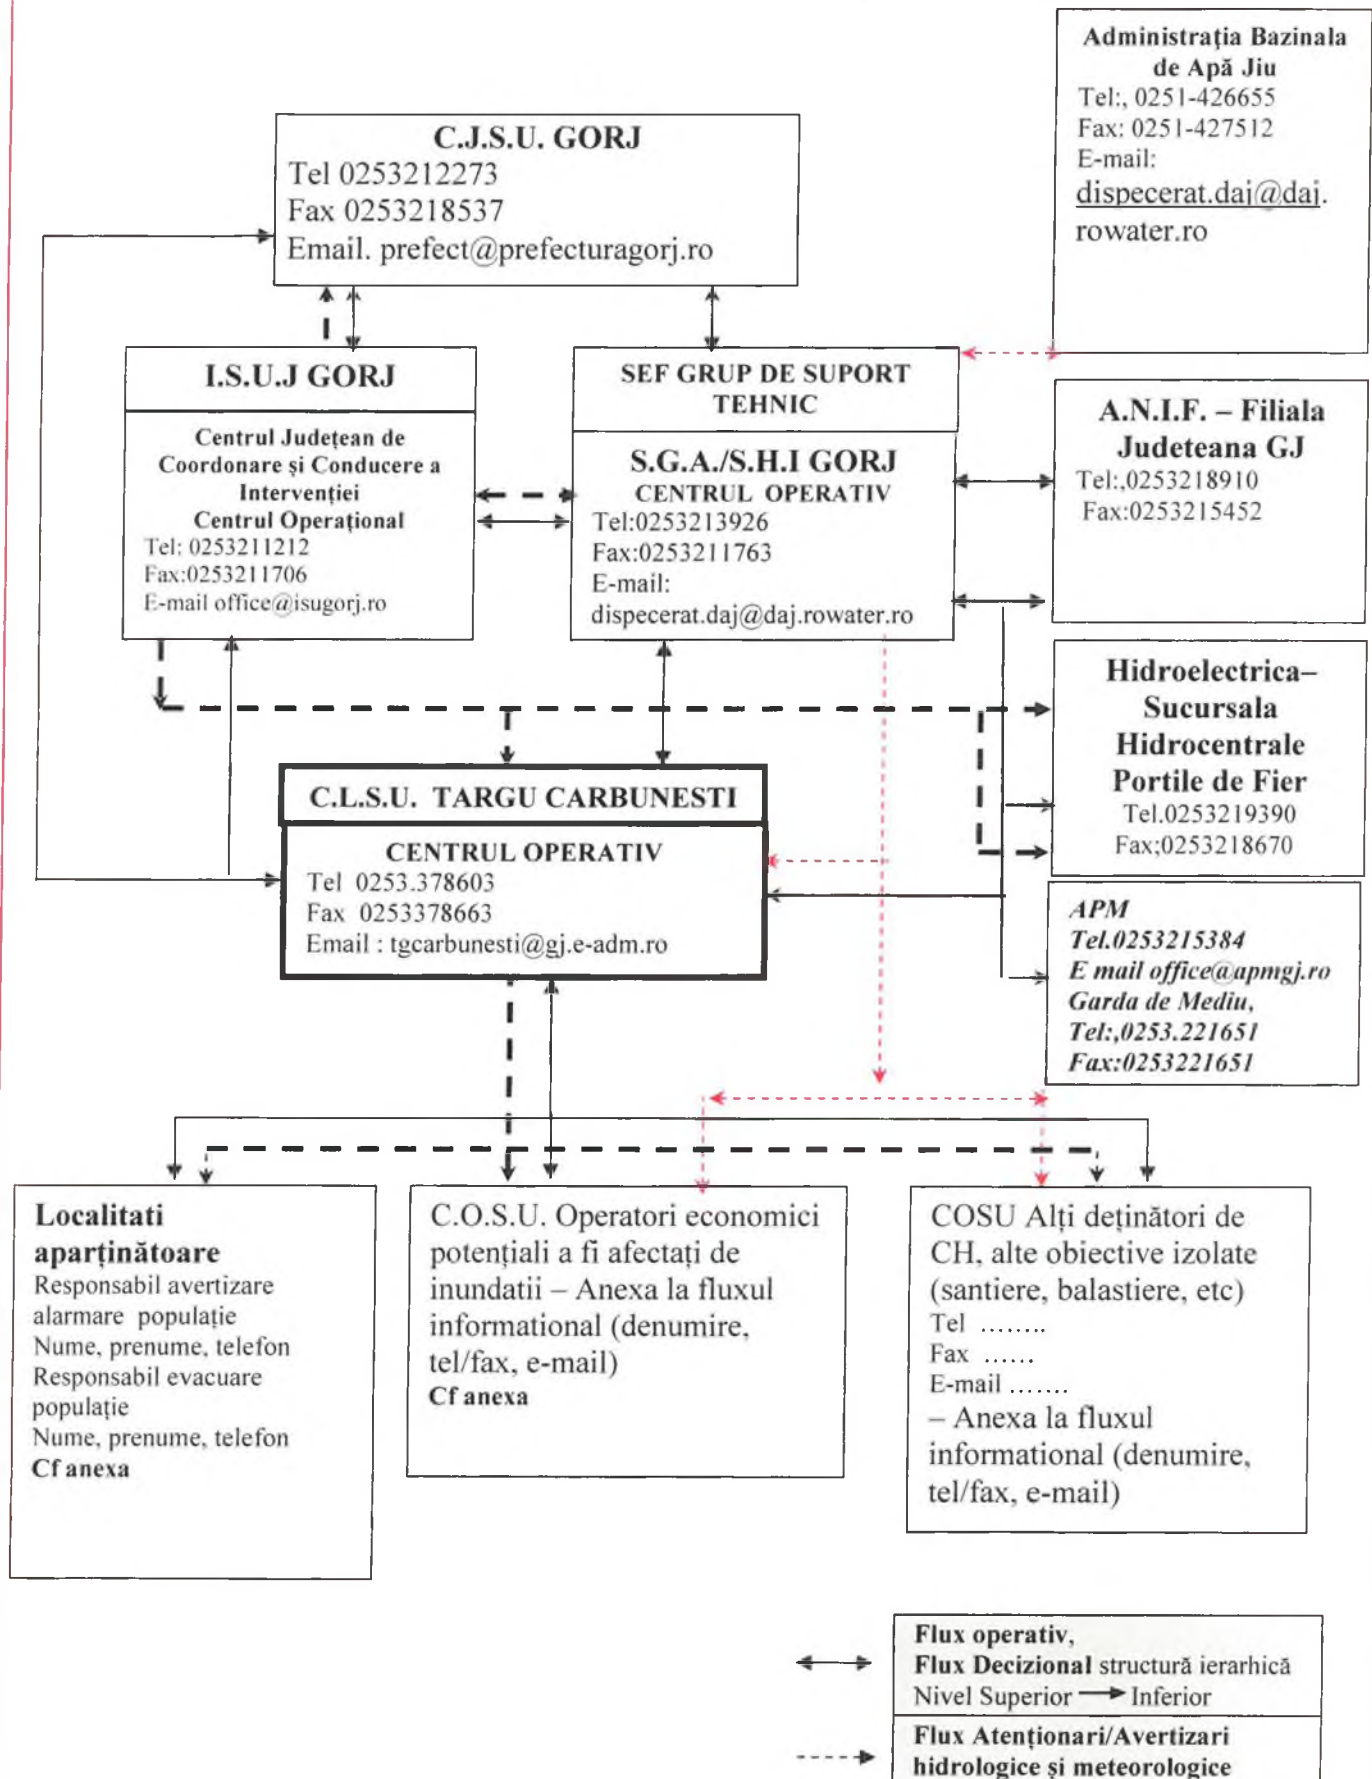 Administrația Bazinala
de Apă Jiu
Tel:, 0251-426655
Fax: 0251-427512
E-mail:
dispecerat.daj@daj.
rowater.ro
C.J.S.U. GORJ
Tel 0253212273
Fax 0253218537
Email. prefect@prefecturagorj.ro
I.S.U.J GORJ
Centrul Județean de
Coordonare și Conducere a
Intervenției
Centrul Operațional
Tel: 0253211212
Fax:0253211706
E-mail office@isugorj.ro
SEF GRUP DE SUPORT
TEHNIC
S.G.A./S.H.I GORJ
CENTRUL OPERATIV
Tel:0253213926
Fax:0253211763
E-mail:
dispecerat.daj@daj.rowater.ro
A.N.I.F. – Filiala
Judeteana GJ
Tel:,0253218910
Fax:0253215452
Hidroelectrica–
Sucursala
Hidrocentrale
Portile de Fier
Tel.0253219390
Fax;0253218670
C.L.S.U. TARGU CARBUNESTI
CENTRUL OPERATIV
Tel 0253.378603
Fax 0253378663
Email : tgcarbunesti@gj.e-adm.ro
APM
Tel.0253215384
E mail office@apmgj.ro
Garda de Mediu,
Tel:,0253.221651
Fax:0253221651
Localitati
aparținătoare
Responsabil avertizare
alarmare populație
Nume, prenume, telefon
Responsabil evacuare
populație
Nume, prenume, telefon
Cf anexa
C.O.S.U. Operatori economici
potențiali a fi afectați de
inundatii – Anexa la fluxul
informational (denumire,
tel/fax, e-mail)
Cf anexa
COSU Alți deținători de
CH, alte obiective izolate
(santiere, balastiere, etc)
Tel ........
Fax ......
E-mail .......
– Anexa la fluxul
informational (denumire,
tel/fax, e-mail)
Flux operativ,
Flux Decizional structură ierarhică
Nivel Superior → Inferior
Flux Atenționari/Avertizari
hidrologice și meteorologice